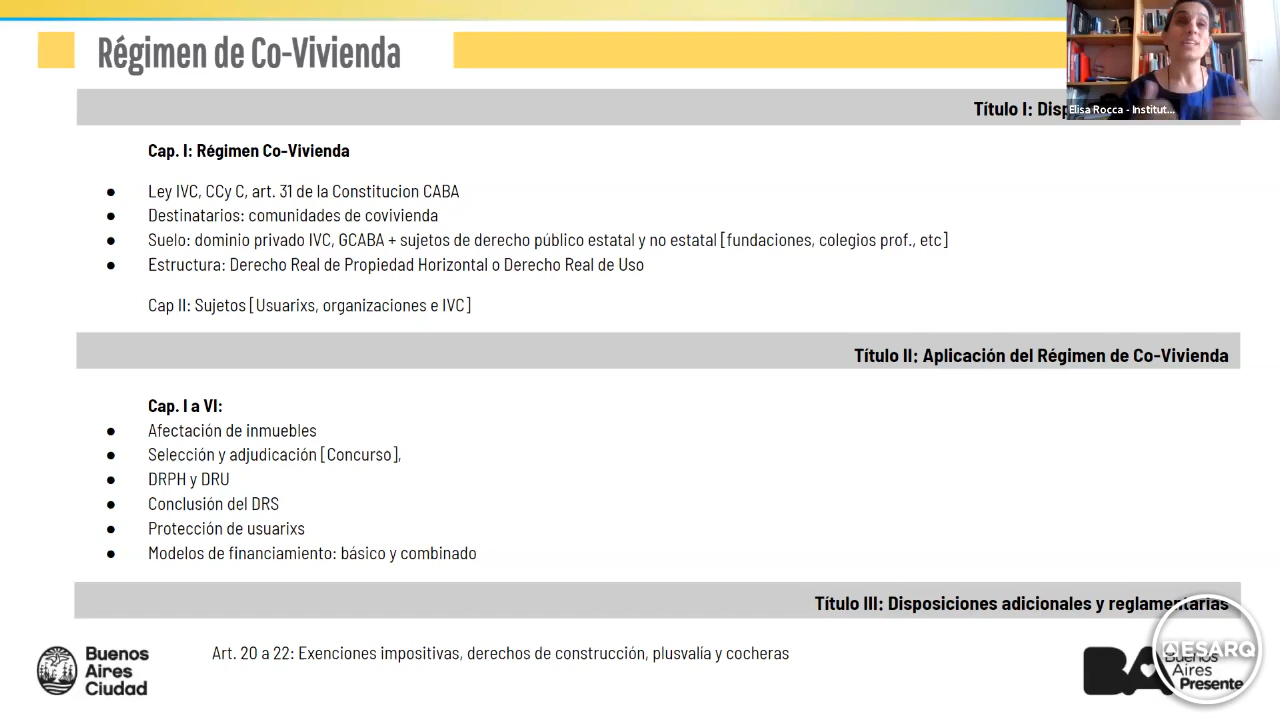 Régimen de Co-Vivienda
Título I: Disp
Elisa Rocca - Institut...
Cap. I: Régimen Co-Vivienda
● Ley IVC, CCy C, art. 31 de la Constitucion CABA
● Destinatarios: comunidades de covivienda
● Suelo: dominio privado IVC, GCABA + sujetos de derecho público estatal y no estatal [fundaciones, colegios prof., etc]
● Estructura: Derecho Real de Propiedad Horizontal o Derecho Real de Uso
Cap II: Sujetos [Usuarixs, organizaciones e IVC]
Título II: Aplicación del Régimen de Co-Vivienda
Cap. I a VI:
● Afectación de inmuebles
● Selección y adjudicación [Concurso],
● DRPH y DRU
● Conclusión del DRS
● Protección de usuarixs
● Modelos de financiamiento: básico y combinado
Título III: Disposiciones adicionales y reglamentarias
Art. 20 a 22: Exenciones impositivas, derechos de construcción, plusvalía y cocheras
Buenos
Aires
Ciudad
BA
Buenos
Aires
Presente
ESARQ